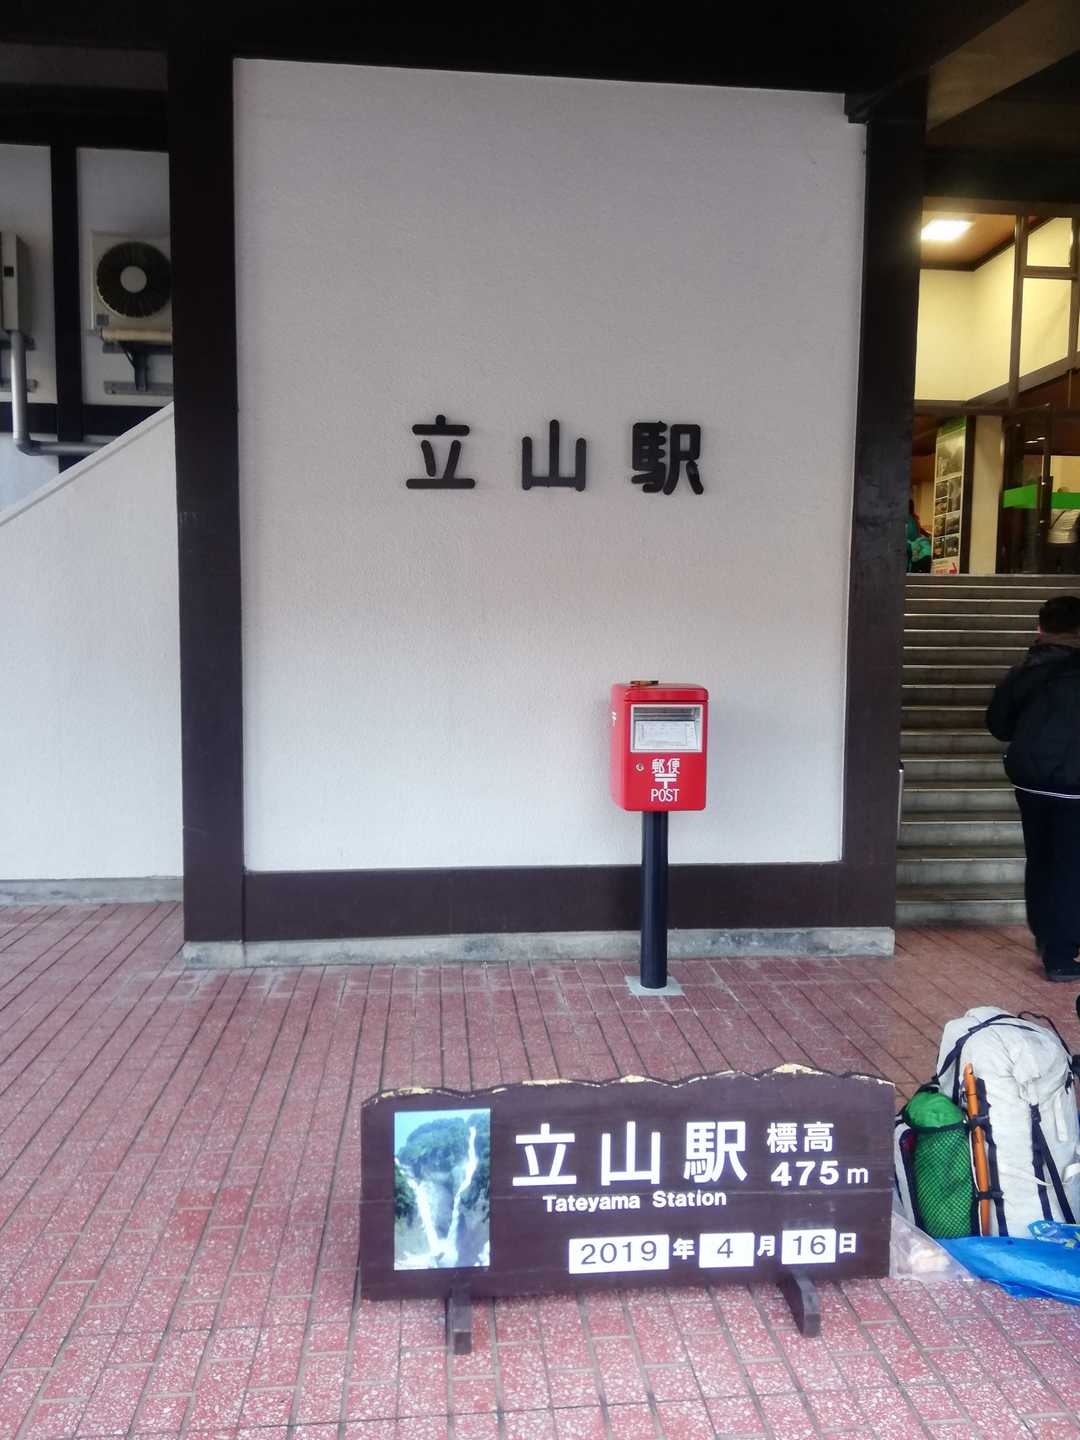 立山駅
郵便
〒
POST
立山駅 標高
Tateyama Station 475m
2019年4月16日